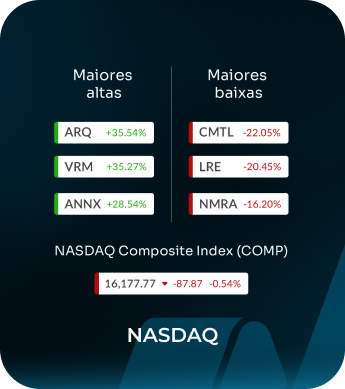 Maiores
altas
ARQ +35.54%
VRM +35.27%
ANNX +28.54%
Maiores
baixas
CMTL -22.05%
LRE -20.45%
NMRA -16.20%
NASDAQ Composite Index (COMP)
16,177.77 -87.87 -0.54%
NASDAQ